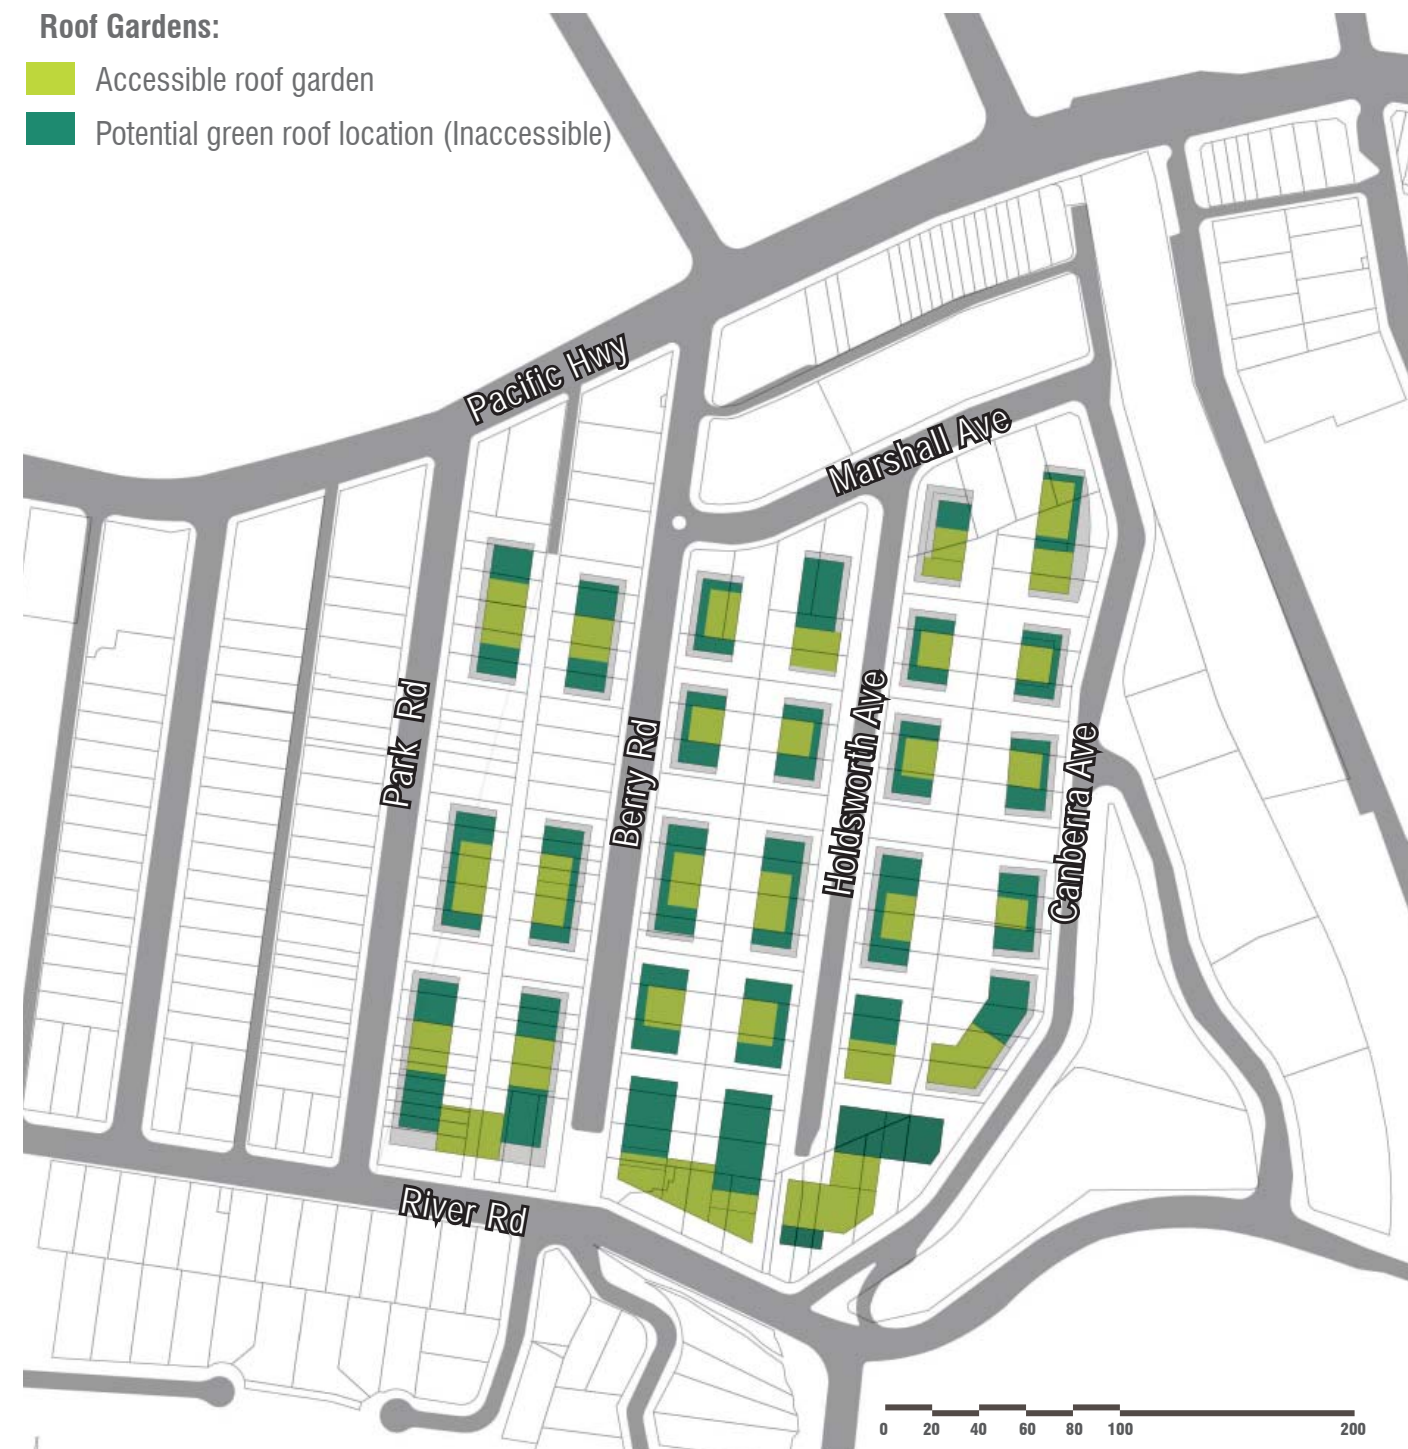 Roof Gardens:
Accessible roof garden
Potential green roof location (Inaccessible)
Pacific Hwy
Marshall Ave
Park Rd
Berry Rd
Holdsworth Ave
Canberra Ave
River Rd
0 20 40 60 80 100 200